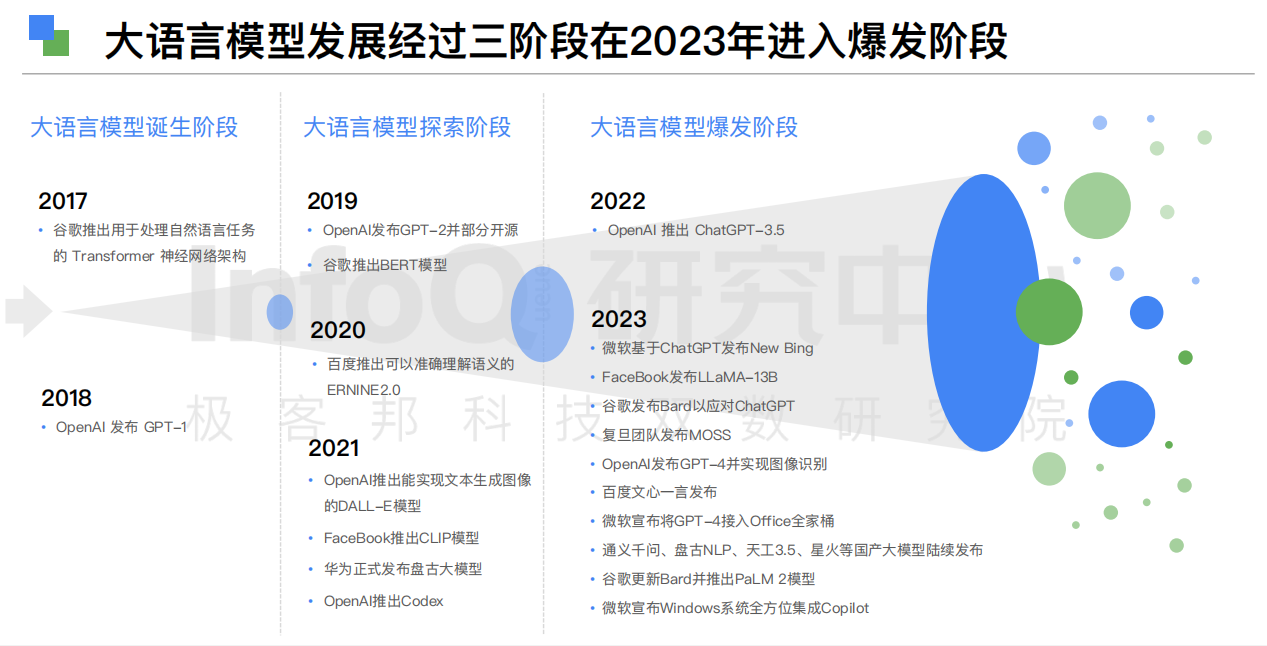 大语言模型发展经过三阶段在2023年进入爆发阶段
大语言模型诞生阶段
2017
• 谷歌推出用于处理自然语言任务
的 Transformer 神经网络架构
2018
• OpenAI 发布 GPT-1
大语言模型探索阶段
2019
• OpenAI发布GPT-2并部分开源
• 谷歌推出BERT模型
2020
• 百度推出可以准确理解语义的
ERNINE2.0
2021
• OpenAI推出能实现文本生成图像
的DALL-E模型
• FaceBook推出CLIP模型
• 华为正式发布盘古大模型
• OpenAI推出Codex
大语言模型爆发阶段
2022
• OpenAI 推出 ChatGPT-3.5
2023
• 微软基于ChatGPT发布New Bing
• FaceBook发布LLaMA-13B
• 谷歌发布Bard以应对ChatGPT
• 复旦团队发布MOSS
• OpenAI发布GPT-4并实现图像识别
• 百度文心一言发布
• 微软宣布将GPT-4接入Office全家桶
• 通义千问、盘古NLP、天工3.5、星火等国产大模型陆续发布
• 谷歌更新Bard并推出PaLM 2模型
• 微软宣布Windows系统全方位集成Copilot
InfoQ 研究中
极客邦科技双数研究院